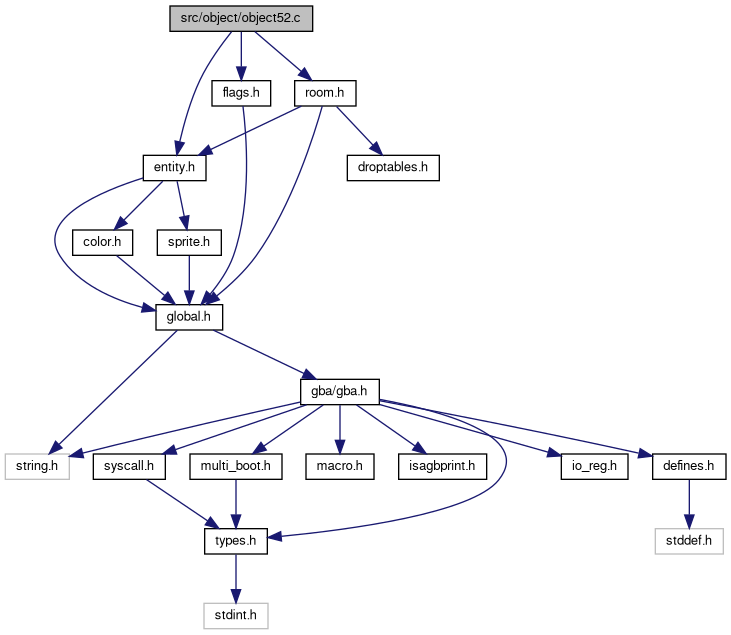 src/object/object52.c
flags.h
room.h
entity.h
droptables.h
color.h
sprite.h
global.h
gba/gba.h
string.h
syscall.h
multi_boot.h
macro.h
isagbprint.h
io_reg.h
defines.h
types.h
stddef.h
stdint.h